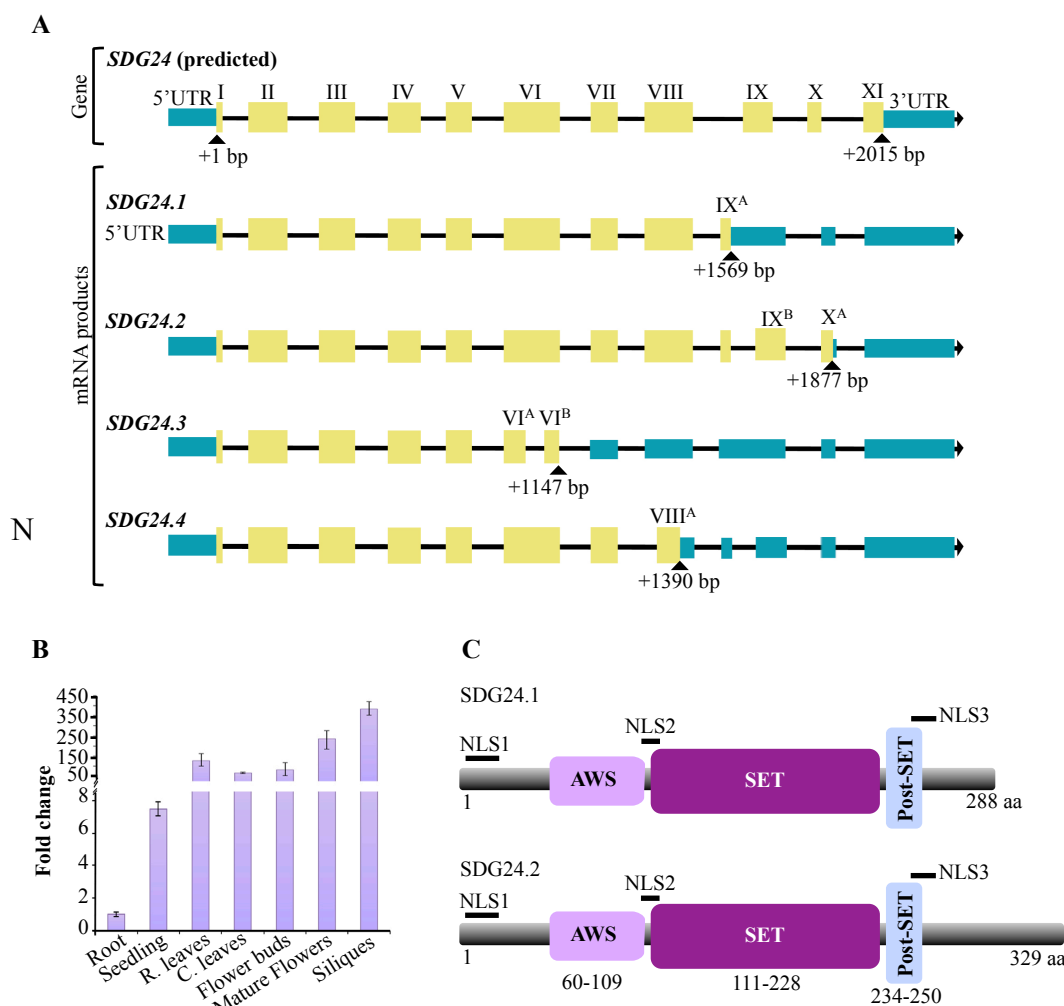 A
SDG24 (predicted)
Gene
5’UTR I II III IV V VI VII VIII IX X XI 3’UTR
+1 bp +2015 bp
mRNA products
SDG24.1
5’UTR
IXᴬ
+1569 bp
SDG24.2
IXᴮ Xᴬ
+1877 bp
SDG24.3
VIᴬ VIᴮ
+1147 bp
N
SDG24.4
VIIIᴬ
+1390 bp
B
Fold change
450
350
250
150
50
8
6
4
2
0
Root Seedling R. leaves C. leaves Flower buds Mature Flowers Siliques
C
SDG24.1
NLS1 NLS2 NLS3
AWS SET Post-SET
1 288 aa
SDG24.2
NLS1 NLS2 NLS3
AWS SET Post-SET
1 329 aa
60-109 111-228 234-250